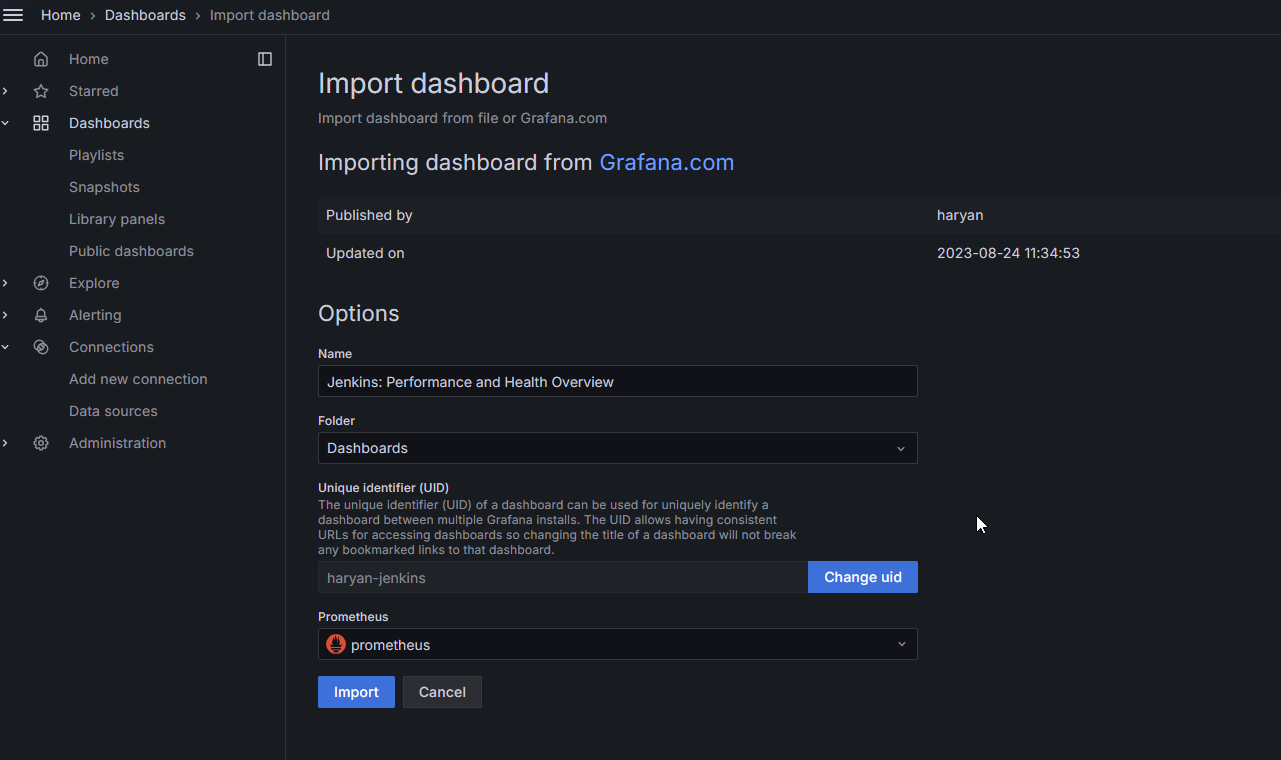 Home › Dashboards › Import dashboard
Home
Starred
Dashboards
Playlists
Snapshots
Library panels
Public dashboards
Explore
Alerting
Connections
Add new connection
Data sources
Administration
Import dashboard
Import dashboard from file or Grafana.com
Importing dashboard from Grafana.com
Published by haryan
Updated on 2023-08-24 11:34:53
Options
Name
Jenkins: Performance and Health Overview
Folder
Dashboards
Unique identifier (UID)
The unique identifier (UID) of a dashboard can be used for uniquely identify a
dashboard between multiple Grafana installs. The UID allows having consistent
URLs for accessing dashboards so changing the title of a dashboard will not break
any bookmarked links to that dashboard.
haryan-jenkins Change uid
Prometheus
prometheus
Import Cancel